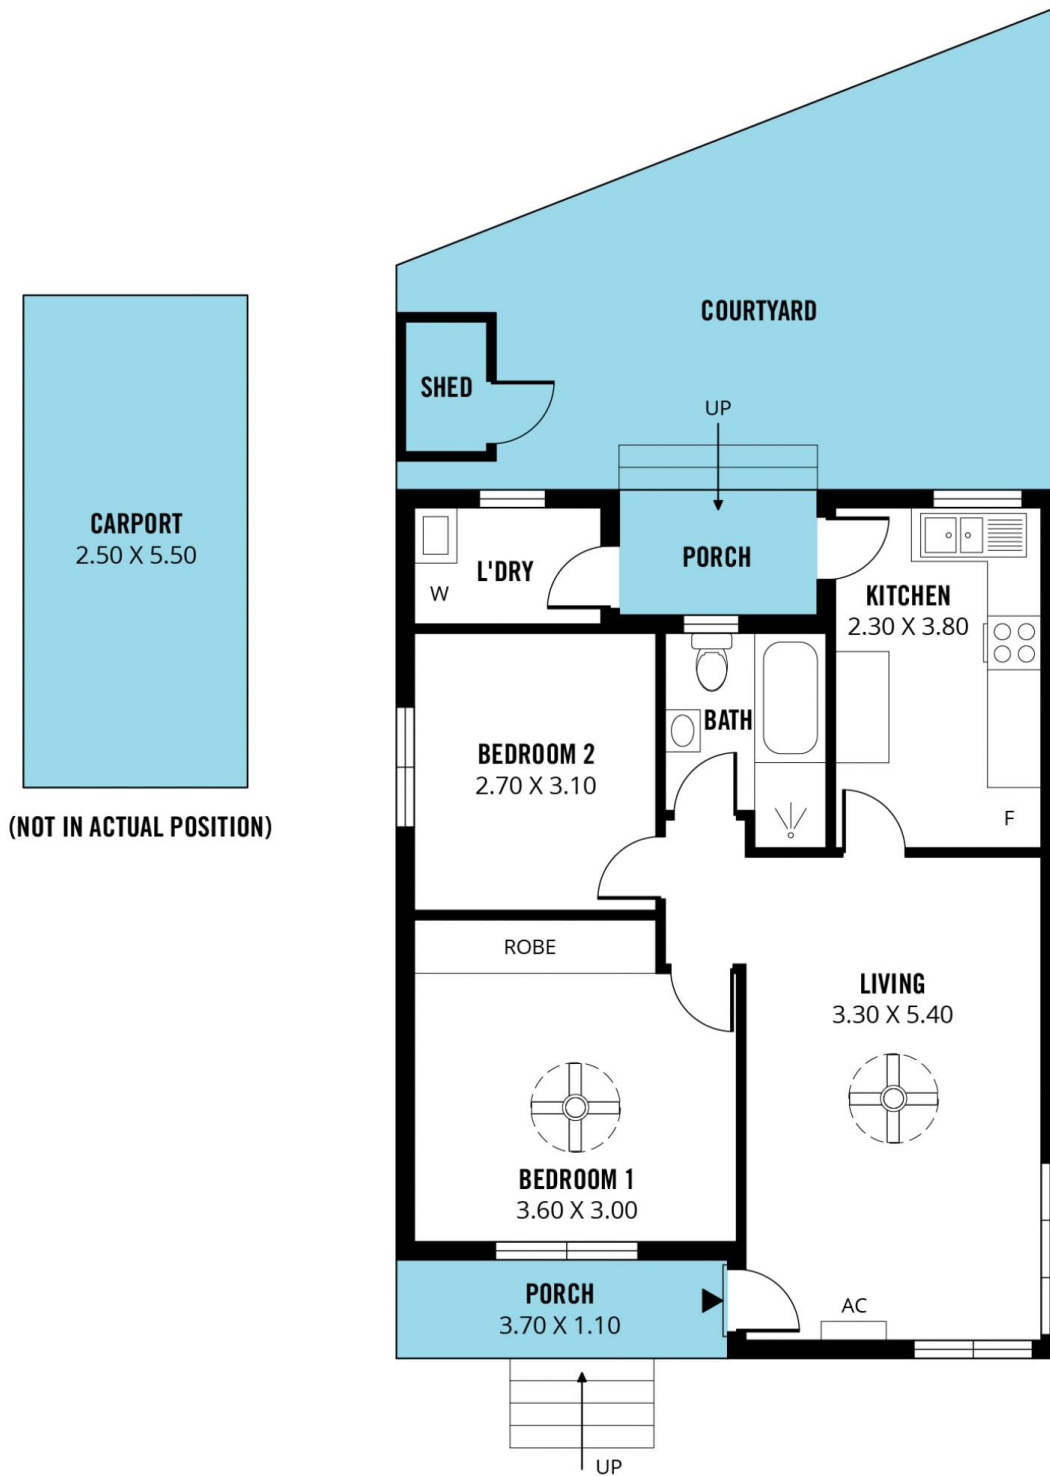 COURTYARD
SHED
UP
CARPORT
2.50 X 5.50
(NOT IN ACTUAL POSITION)
L'DRY
W
PORCH
KITCHEN
2.30 X 3.80
BATH
BEDROOM 2
2.70 X 3.10
F
ROBE
LIVING
3.30 X 5.40
BEDROOM 1
3.60 X 3.00
PORCH
3.70 X 1.10
AC
UP